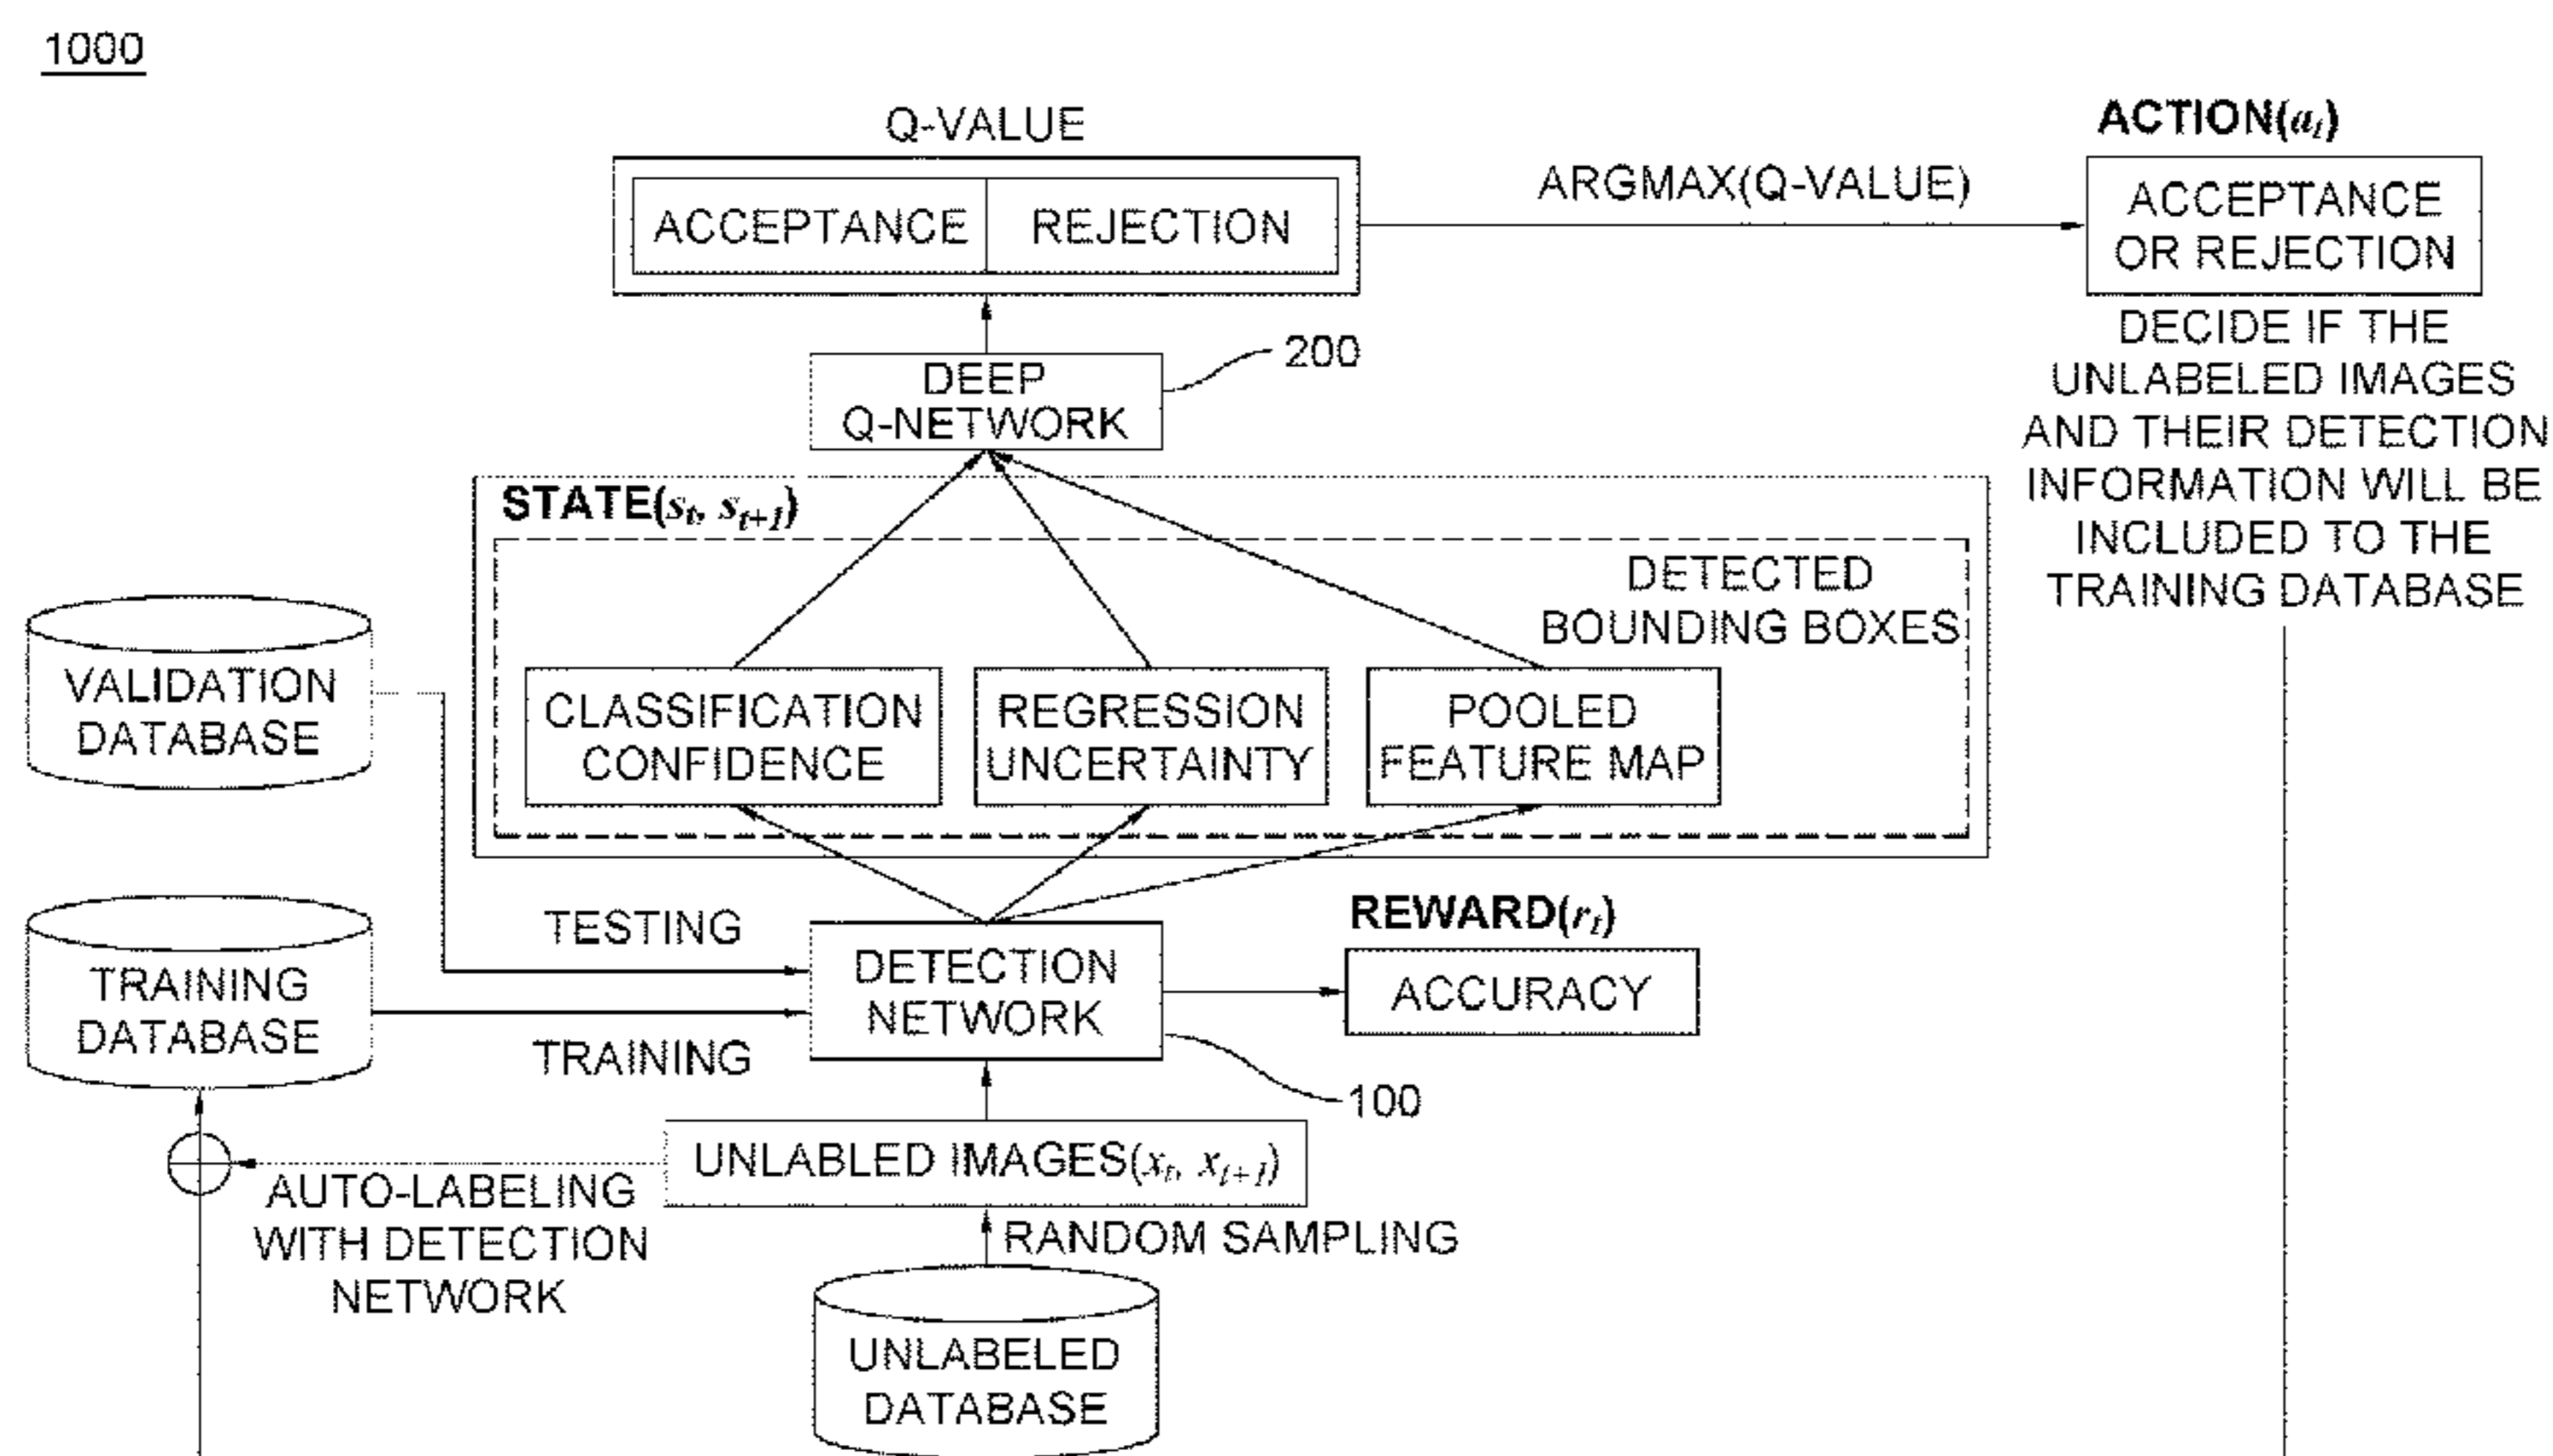 1000
Q-VALUE
ACCEPTANCE
REJECTION
ARGMAX(Q-VALUE)
ACTION(a_t)
ACCEPTANCE
OR REJECTION
DECIDE IF THE
UNLABELED IMAGES
AND THEIR DETECTION
INFORMATION WILL BE
INCLUDED TO THE
TRAINING DATABASE
DEEP
Q-NETWORK
200
STATE(s_t, s_{t+1})
DETECTED
BOUNDING BOXES
CLASSIFICATION
CONFIDENCE
REGRESSION
UNCERTAINTY
POOLED
FEATURE MAP
VALIDATION
DATABASE
TESTING
TRAINING
DATABASE
TRAINING
DETECTION
NETWORK
100
REWARD(r_t)
ACCURACY
UNLABLED IMAGES(x_t, x_{t+1})
AUTO-LABELING
WITH DETECTION
NETWORK
RANDOM SAMPLING
UNLABELED
DATABASE